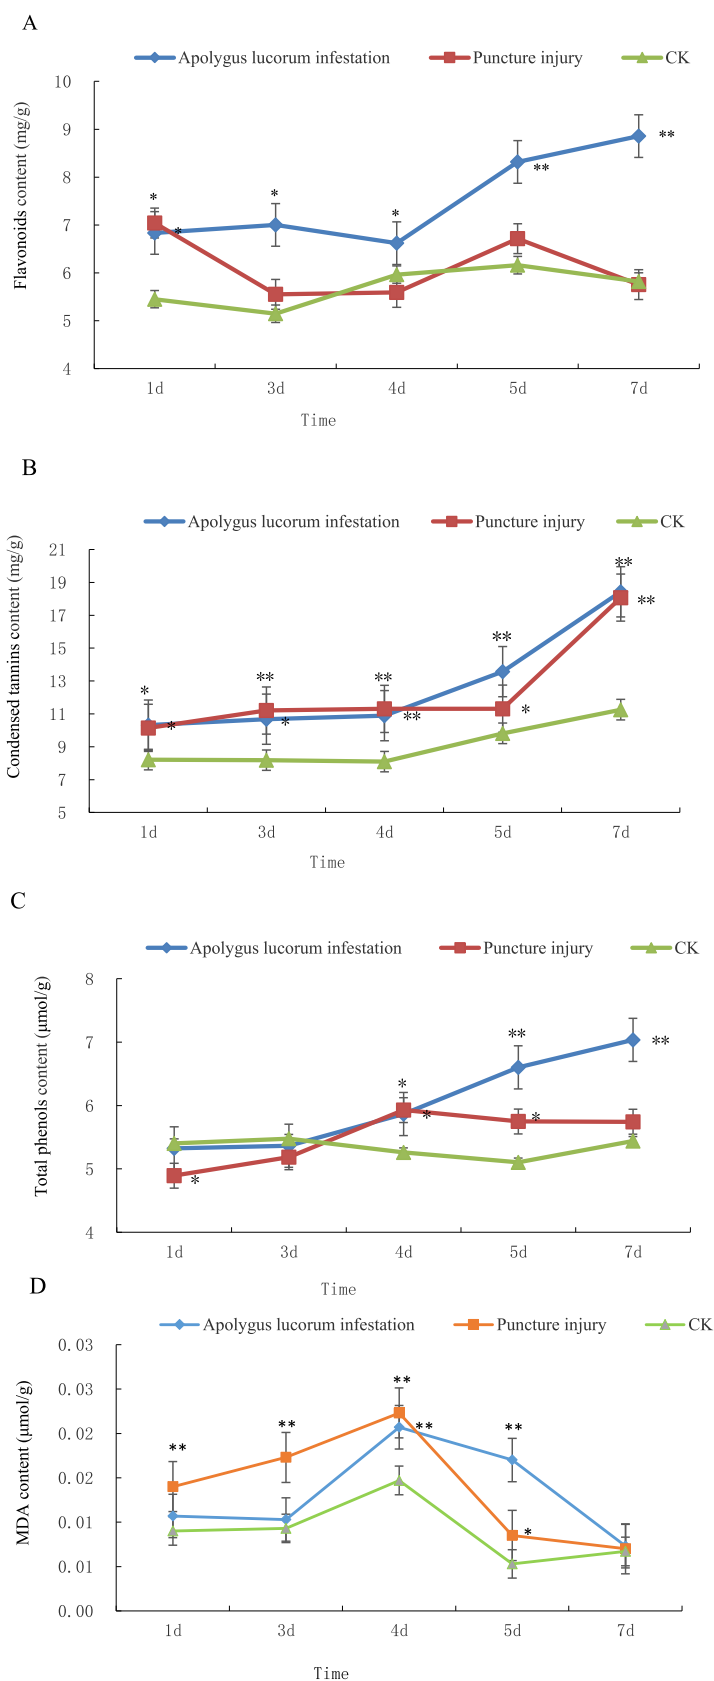 A
Apolygus lucorum infestation Puncture injury CK
Flavonoids content (mg/g)
10
9
8
7
6
5
4
* * * * ** **
1d 3d 4d 5d 7d
Time
B
Apolygus lucorum infestation Puncture injury CK
Condensed tannins content (mg/g)
21
19
17
15
13
11
9
7
5
* * ** * ** ** ** * ** **
1d 3d 4d 5d 7d
Time
C
Apolygus lucorum infestation Puncture injury CK
Total phenols content (μmol/g)
8
7
6
5
4
* * * ** * **
1d 3d 4d 5d 7d
Time
D
Apolygus lucorum infestation Puncture injury CK
MDA content (μmol/g)
0.03
0.03
0.02
0.02
0.01
0.01
0.00
** ** ** ** ** *
1d 3d 4d 5d 7d
Time